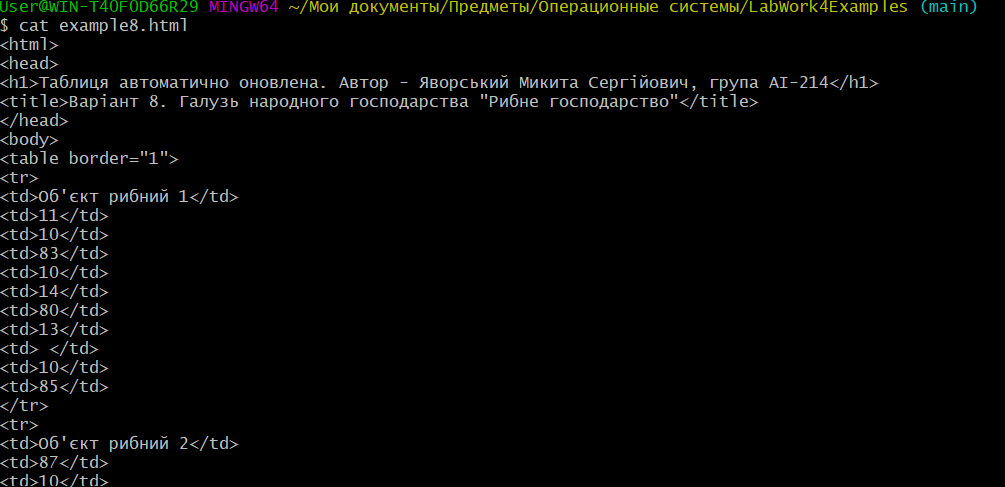 User@WIN-T4OFOD66R29 MINGW64 ~/Мои документы/Предметы/Операционные системы/LabWork4Examples (main)
$ cat example8.html
<html>
<head>
<h1>Таблиця автоматично оновлена. Автор - Яворський Микита Сергійович, група АІ-214</h1>
<title>Варіант 8. Галузь народного господарства "Рибне господарство"</title>
</head>
<body>
<table border="1">
<tr>
<td>Об'єкт рибний 1</td>
<td>11</td>
<td>10</td>
<td>83</td>
<td>10</td>
<td>14</td>
<td>80</td>
<td>13</td>
<td> </td>
<td>10</td>
<td>85</td>
</tr>
<tr>
<td>Об'єкт рибний 2</td>
<td>87</td>
<td>10</td>